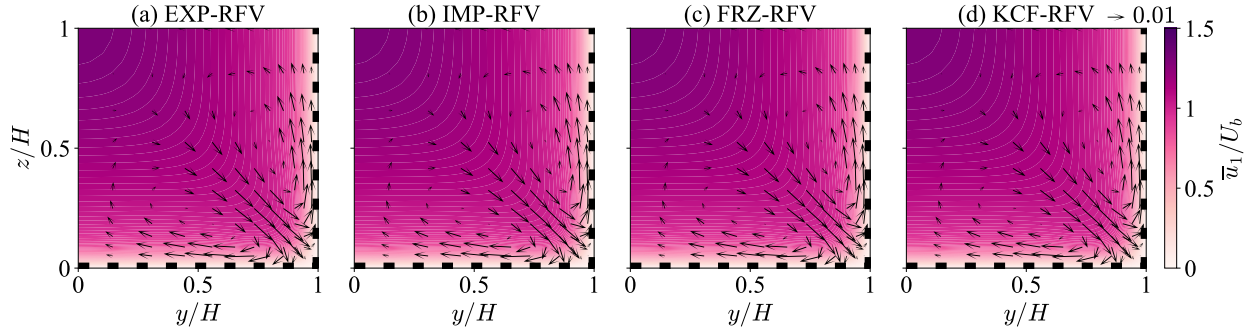 (a) EXP-RFV (b) IMP-RFV (c) FRZ-RFV (d) KCF-RFV → 0.01
1 1.5
z/H 0.5 1 0.5 u̅₁/U_b
0 0
0 0.5 1 0 0.5 1 0 0.5 1 0 0.5 1
y/H y/H y/H y/H